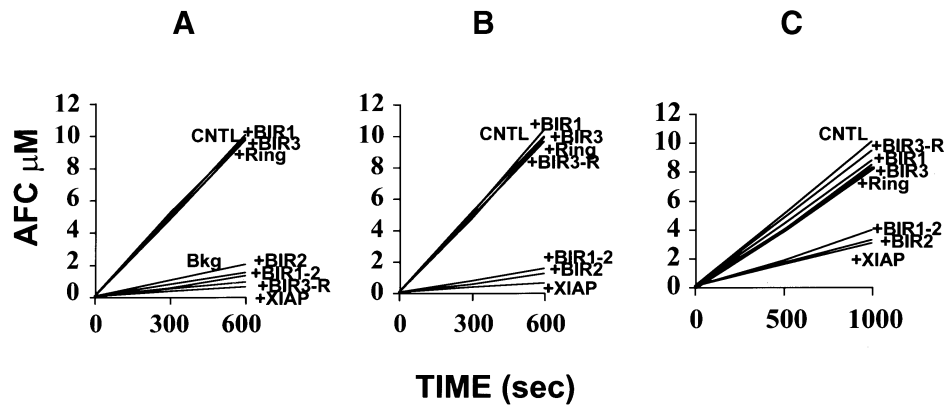 A
B
C
AFC µM
12
10
8
6
4
2
0
CNTL
+BIR1
+BIR3
+Ring
Bkg
+BIR2
+BIR1-2
+BIR3-R
+XIAP
0
300
600
12
10
8
6
4
2
0
+BIR1
CNTL
+BIR3
+Ring
+BIR3-R
+BIR1-2
+BIR2
+XIAP
0
300
600
12
10
8
6
4
2
0
CNTL
+BIR3-R
+BIR1
+BIR3
+Ring
+BIR1-2
+BIR2
+XIAP
0
500
1000
TIME (sec)